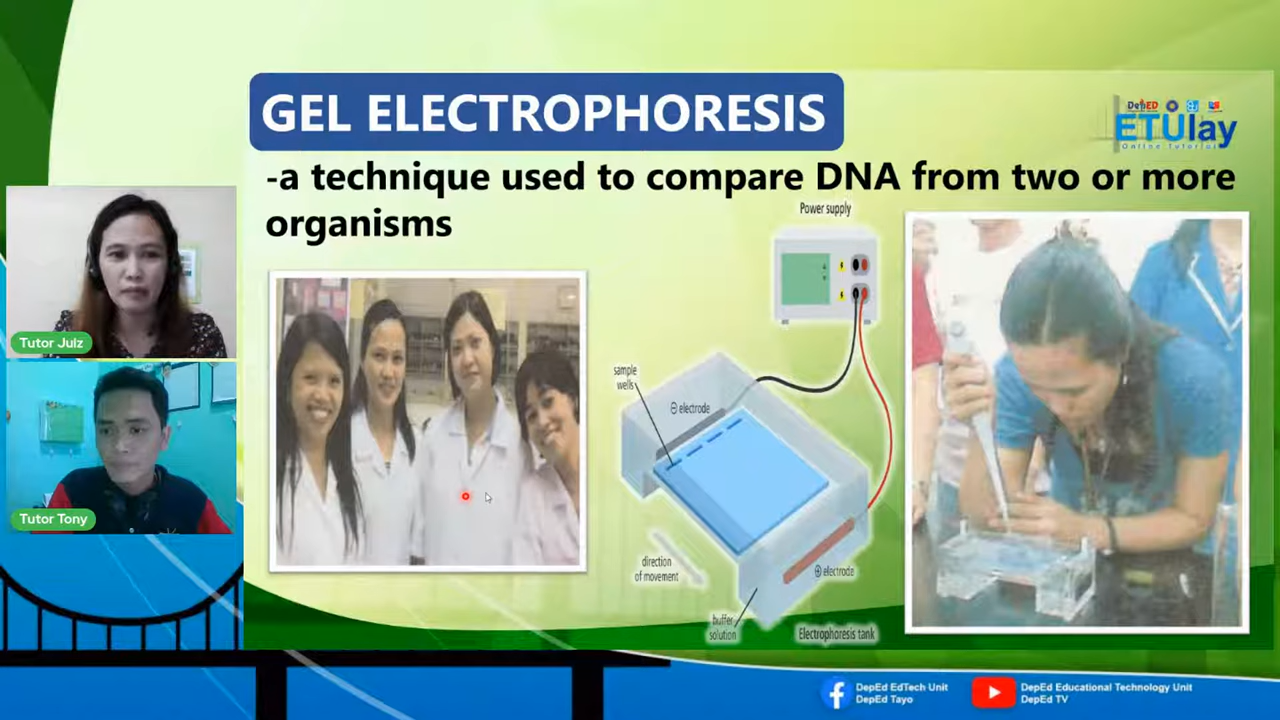 GEL ELECTROPHORESIS
DepED
ETUlay
Online Tutorial
-a technique used to compare DNA from two or more
organisms
Power supply
sample
wells
⊖ electrode
direction
of movement
⊕ electrode
buffer
solution
Electrophoresis tank
Tutor Julz
Tutor Tony
DepEd EdTech Unit
DepEd Tayo
DepEd Educational Technology Unit
DepEd TV